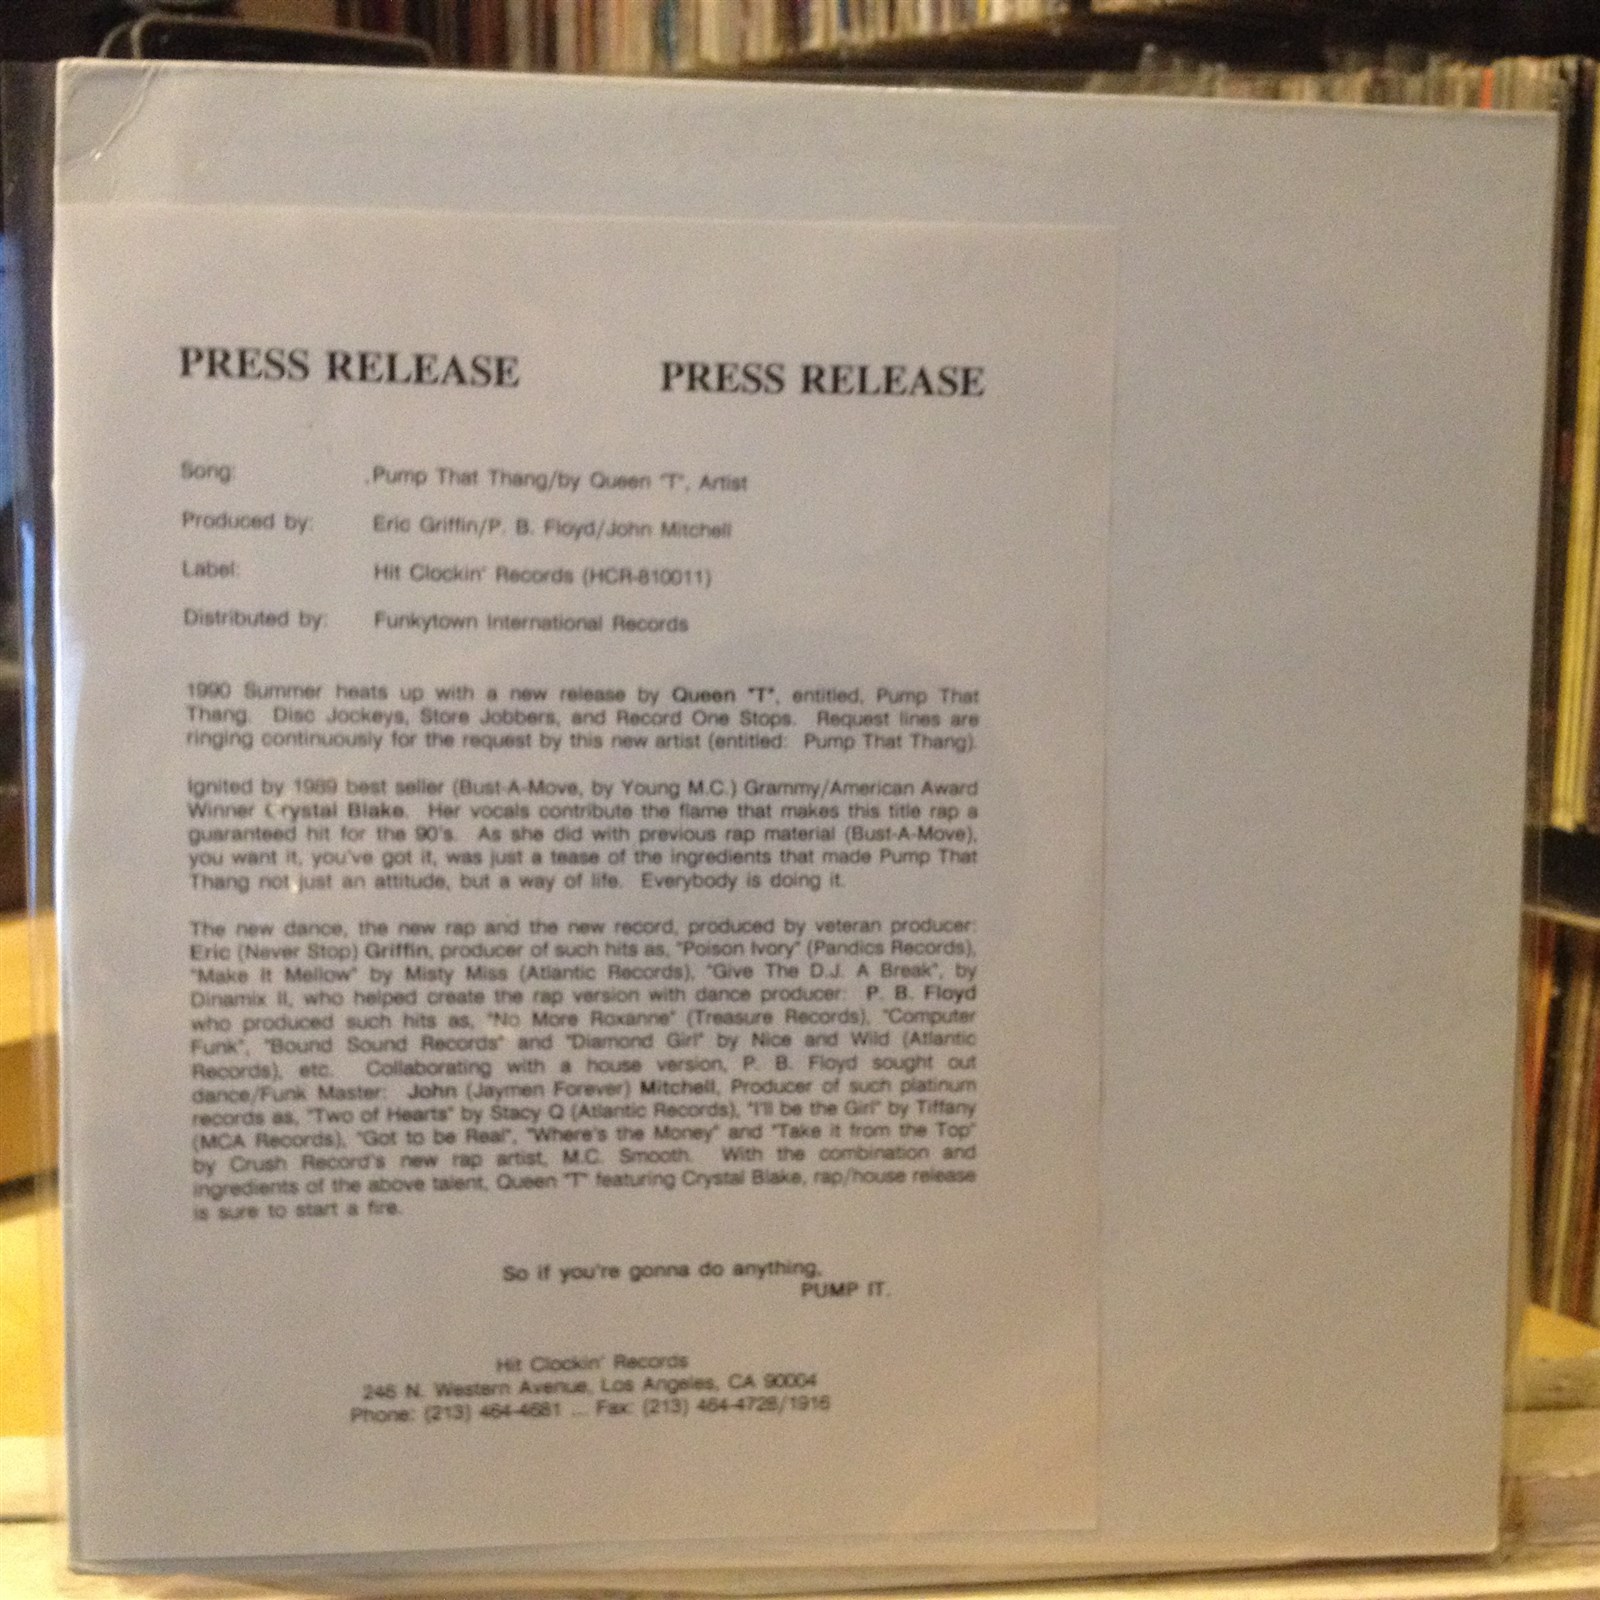 PRESS RELEASE PRESS RELEASE
Song: Pump That Thang/by Queen "T", Artist
Produced by: Eric Griffin/P. B. Floyd/John Mitchell
Label: Hit Clockin' Records (HCR-810011)
Distributed by: Funkytown International Records
1990 Summer heats up with a new release by Queen "T", entitled, Pump That
Thang. Disc Jockeys, Store Jobbers, and Record One Stops. Request lines are
ringing continuously for the request by this new artist (entitled: Pump That Thang).
Ignited by 1989 best seller (Bust-A-Move, by Young M.C.) Grammy/American Award
Winner Crystal Blake. Her vocals contribute the flame that makes this title rap a
guaranteed hit for the 90's. As she did with previous rap material (Bust-A-Move),
you want it, you've got it, was just a tease of the ingredients that made Pump That
Thang not just an attitude, but a way of life. Everybody is doing it.
The new dance, the new rap and the new record, produced by veteran producer:
Eric (Never Stop) Griffin, producer of such hits as, "Poison Ivory" (Pandics Records),
"Make It Mellow" by Misty Miss (Atlantic Records), "Give The D.J. A Break", by
Dinamix II, who helped create the rap version with dance producer: P. B. Floyd
who produced such hits as, "No More Roxanne" (Treasure Records), "Computer
Funk", "Bound Sound Records" and "Diamond Girl" by Nice and Wild (Atlantic
Records), etc. Collaborating with a house version, P. B. Floyd sought out
dance/Funk Master: John (Jaymen Forever) Mitchell, Producer of such platinum
records as, "Two of Hearts" by Stacy Q (Atlantic Records), "I'll be the Girl" by Tiffany
(MCA Records), "Got to be Real", "Where's the Money" and "Take it from the Top"
by Crush Record's new rap artist, M.C. Smooth. With the combination and
ingredients of the above talent, Queen "T" featuring Crystal Blake, rap/house release
is sure to start a fire.
So if you're gonna do anything,
PUMP IT.
Hit Clockin' Records
246 N. Western Avenue, Los Angeles, CA 90004
Phone: (213) 464-4681 ... Fax: (213) 464-4728/1916